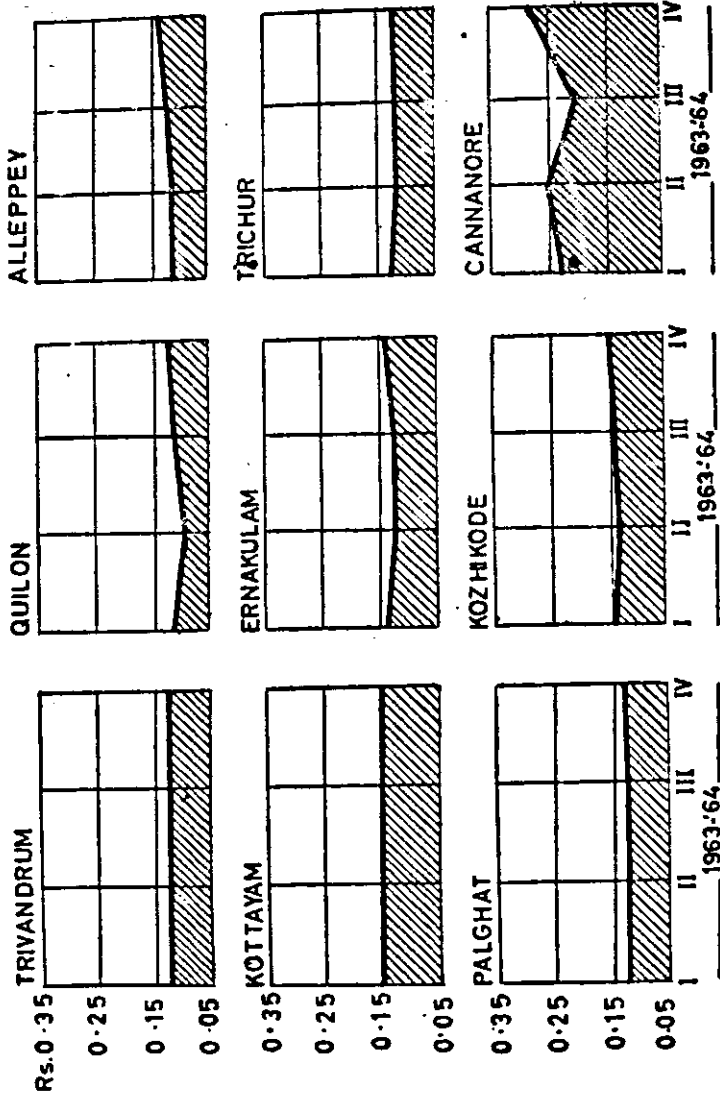 TRIVANDRUM
QUILON
ALLEPPEY
Rs. 0·35
0·25
0·15
0·05
KOTTAYAM
ERNAKULAM
TRICHUR
0·35
0·25
0·15
0·05
PALGHAT
KOZHIKODE
CANNANORE
0·35
0·25
0·15
0·05
I II III IV
I II III IV
I II III IV
1963-'64
1963-'64
1963-'64